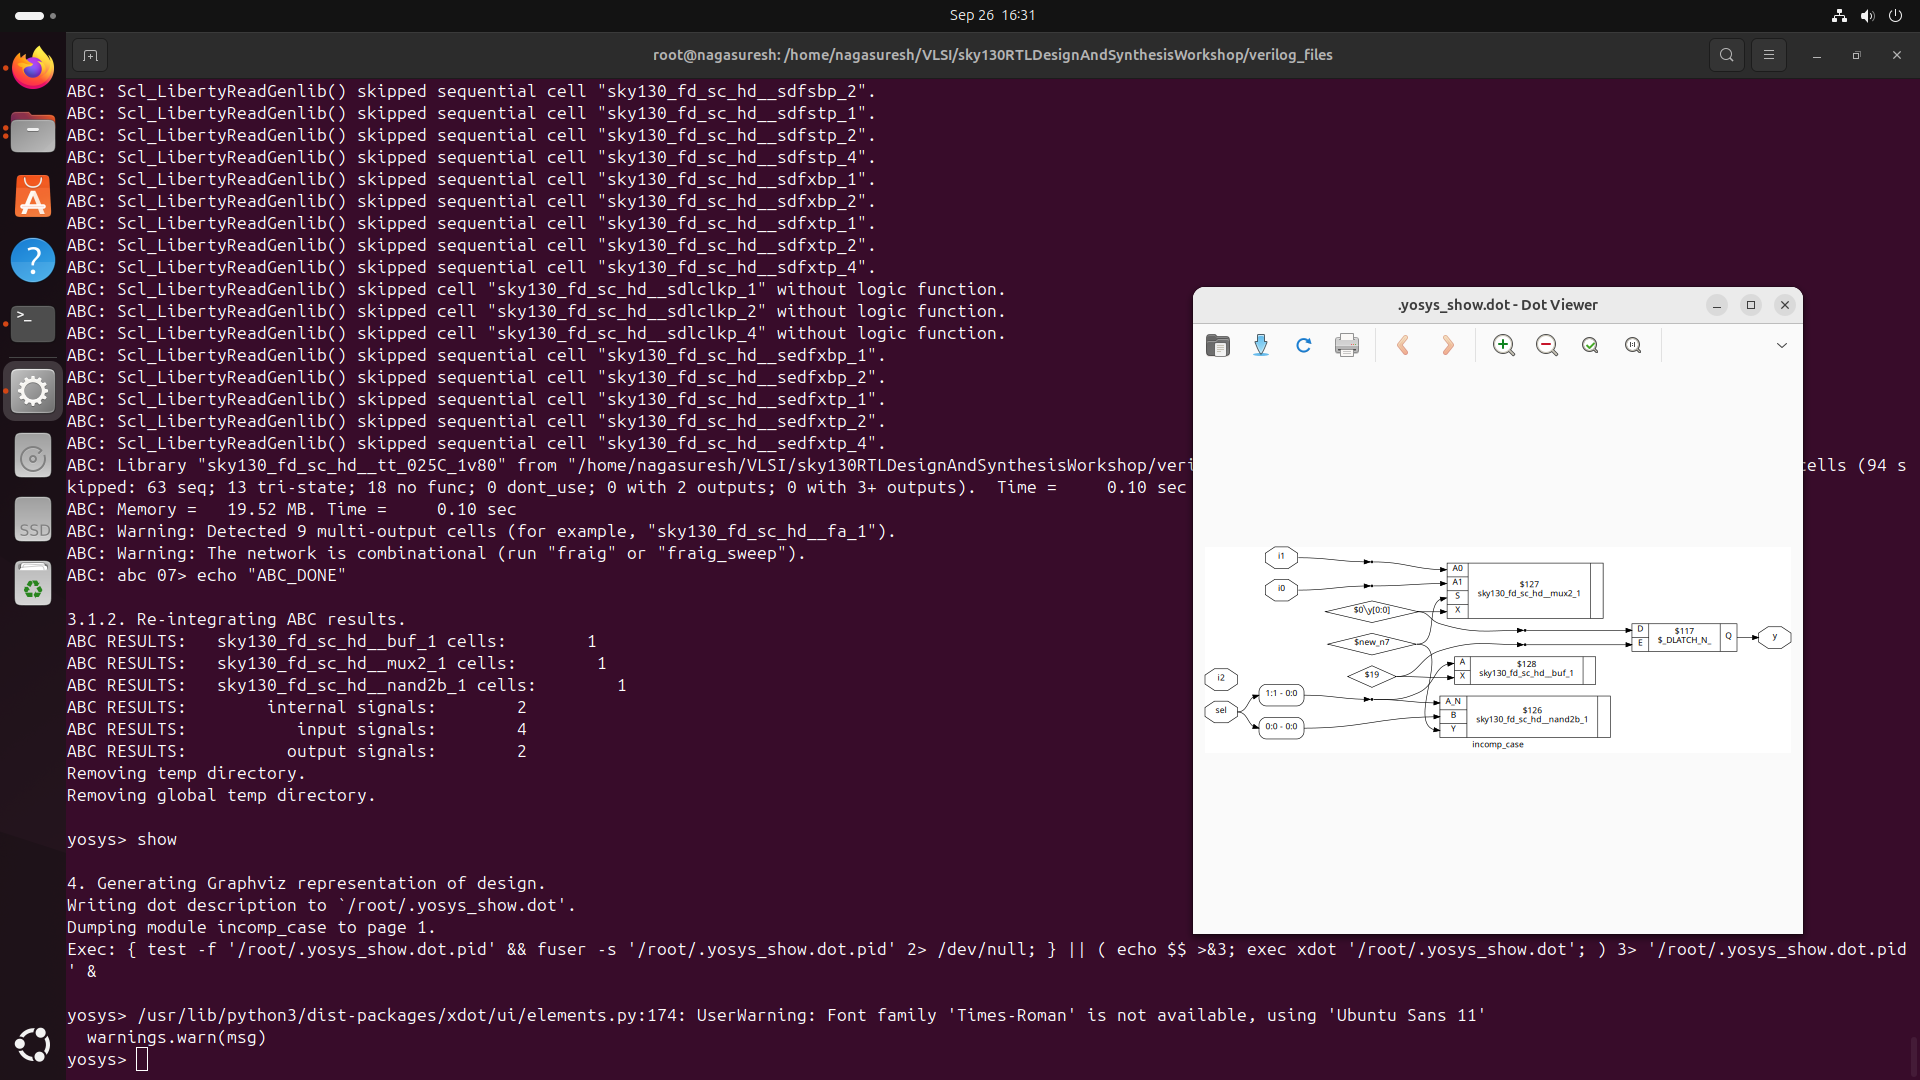 Sep 26 16:31
root@nagasuresh: /home/nagasuresh/VLSI/sky130RTLDesignAndSynthesisWorkshop/verilog_files
ABC: Scl_LibertyReadGenlib() skipped sequential cell "sky130_fd_sc_hd__sdfsbp_2".
ABC: Scl_LibertyReadGenlib() skipped sequential cell "sky130_fd_sc_hd__sdfstp_1".
ABC: Scl_LibertyReadGenlib() skipped sequential cell "sky130_fd_sc_hd__sdfstp_2".
ABC: Scl_LibertyReadGenlib() skipped sequential cell "sky130_fd_sc_hd__sdfstp_4".
ABC: Scl_LibertyReadGenlib() skipped sequential cell "sky130_fd_sc_hd__sdfxbp_1".
ABC: Scl_LibertyReadGenlib() skipped sequential cell "sky130_fd_sc_hd__sdfxbp_2".
ABC: Scl_LibertyReadGenlib() skipped sequential cell "sky130_fd_sc_hd__sdfxtp_1".
ABC: Scl_LibertyReadGenlib() skipped sequential cell "sky130_fd_sc_hd__sdfxtp_2".
ABC: Scl_LibertyReadGenlib() skipped sequential cell "sky130_fd_sc_hd__sdfxtp_4".
ABC: Scl_LibertyReadGenlib() skipped cell "sky130_fd_sc_hd__sdlclkp_1" without logic function.
ABC: Scl_LibertyReadGenlib() skipped cell "sky130_fd_sc_hd__sdlclkp_2" without logic function.
ABC: Scl_LibertyReadGenlib() skipped cell "sky130_fd_sc_hd__sdlclkp_4" without logic function.
ABC: Scl_LibertyReadGenlib() skipped sequential cell "sky130_fd_sc_hd__sedfxbp_1".
ABC: Scl_LibertyReadGenlib() skipped sequential cell "sky130_fd_sc_hd__sedfxbp_2".
ABC: Scl_LibertyReadGenlib() skipped sequential cell "sky130_fd_sc_hd__sedfxtp_1".
ABC: Scl_LibertyReadGenlib() skipped sequential cell "sky130_fd_sc_hd__sedfxtp_2".
ABC: Scl_LibertyReadGenlib() skipped sequential cell "sky130_fd_sc_hd__sedfxtp_4".
ABC: Library "sky130_fd_sc_hd__tt_025C_1v80" from "/home/nagasuresh/VLSI/sky130RTLDesignAndSynthesisWorkshop/veri cells (94 s
kipped: 63 seq; 13 tri-state; 18 no func; 0 dont_use; 0 with 2 outputs; 0 with 3+ outputs). Time = 0.10 sec
ABC: Memory = 19.52 MB. Time = 0.10 sec
ABC: Warning: Detected 9 multi-output cells (for example, "sky130_fd_sc_hd__fa_1").
ABC: Warning: The network is combinational (run "fraig" or "fraig_sweep").
ABC: abc 07> echo "ABC_DONE"
3.1.2. Re-integrating ABC results.
ABC RESULTS: sky130_fd_sc_hd__buf_1 cells: 1
ABC RESULTS: sky130_fd_sc_hd__mux2_1 cells: 1
ABC RESULTS: sky130_fd_sc_hd__nand2b_1 cells: 1
ABC RESULTS: internal signals: 2
ABC RESULTS: input signals: 4
ABC RESULTS: output signals: 2
Removing temp directory.
Removing global temp directory.
yosys> show
4. Generating Graphviz representation of design.
Writing dot description to `/root/.yosys_show.dot'.
Dumping module incomp_case to page 1.
Exec: { test -f '/root/.yosys_show.dot.pid' && fuser -s '/root/.yosys_show.dot.pid' 2> /dev/null; } || ( echo $$ >&3; exec xdot '/root/.yosys_show.dot'; ) 3> '/root/.yosys_show.dot.pid
' &
yosys> /usr/lib/python3/dist-packages/xdot/ui/elements.py:174: UserWarning: Font family 'Times-Roman' is not available, using 'Ubuntu Sans 11'
warnings.warn(msg)
yosys>
SSD
.yosys_show.dot - Dot Viewer
i1
i0
$0\y[0:0]
$new_n7
$19
i2
sel
1:1 - 0:0
0:0 - 0:0
A0
A1
S
X
$127
sky130_fd_sc_hd__mux2_1
D
E
$117
$_DLATCH_N_
Q
y
A
X
$128
sky130_fd_sc_hd__buf_1
A_N
B
Y
$126
sky130_fd_sc_hd__nand2b_1
incomp_case